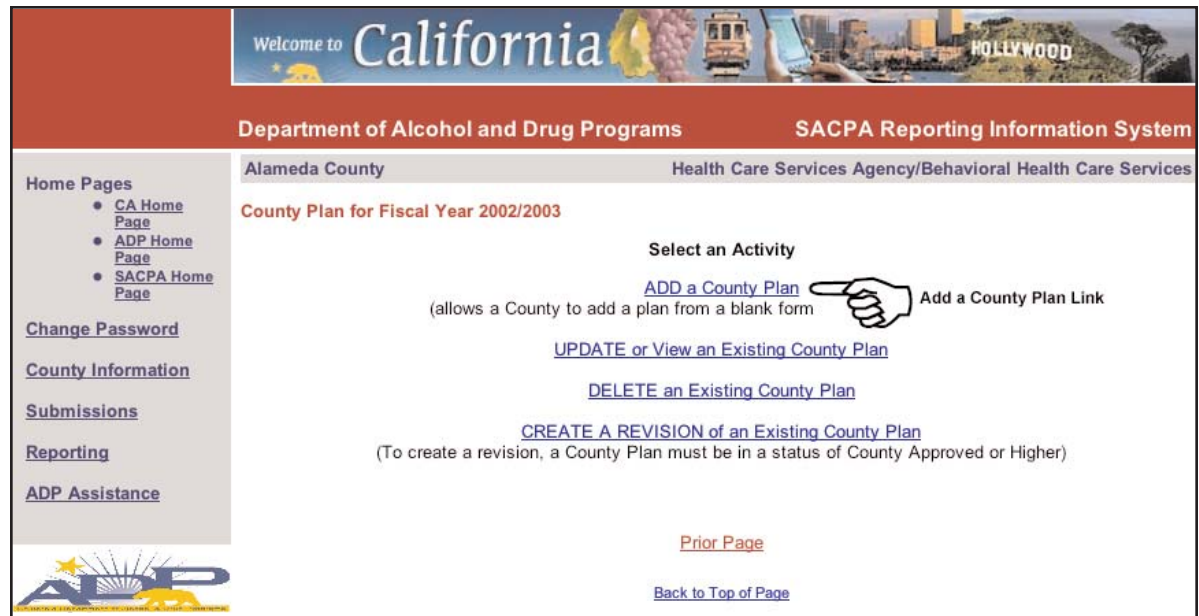 Welcome to California
HOLLYWOOD
Department of Alcohol and Drug Programs
SACPA Reporting Information System
Alameda County
Health Care Services Agency/Behavioral Health Care Services
Home Pages
CA Home
Page
ADP Home
Page
SACPA Home
Page
Change Password
County Information
Submissions
Reporting
ADP Assistance
ADP
County Plan for Fiscal Year 2002/2003
Select an Activity
ADD a County Plan
(allows a County to add a plan from a blank form
Add a County Plan Link
UPDATE or View an Existing County Plan
DELETE an Existing County Plan
CREATE A REVISION of an Existing County Plan
(To create a revision, a County Plan must be in a status of County Approved or Higher)
Prior Page
Back to Top of Page